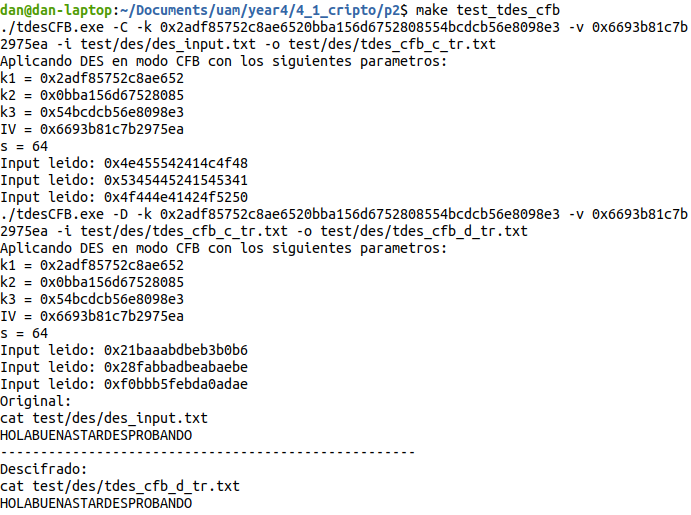 dan@dan-laptop:~/Documents/uam/year4/4_1_cripto/p2$ make test_tdes_cfb
./tdesCFB.exe -C -k 0x2adf85752c8ae6520bba156d6752808554bcdcb56e8098e3 -v 0x6693b81c7b
2975ea -i test/des/des_input.txt -o test/des/tdes_cfb_c_tr.txt
Aplicando DES en modo CFB con los siguientes parametros:
k1 = 0x2adf85752c8ae652
k2 = 0x0bba156d67528085
k3 = 0x54bcdcb56e8098e3
IV = 0x6693b81c7b2975ea
s = 64
Input leido: 0x4e455542414c4f48
Input leido: 0x5345445241545341
Input leido: 0x4f444e41424f5250
./tdesCFB.exe -D -k 0x2adf85752c8ae6520bba156d6752808554bcdcb56e8098e3 -v 0x6693b81c7b
2975ea -i test/des/tdes_cfb_c_tr.txt -o test/des/tdes_cfb_d_tr.txt
Aplicando DES en modo CFB con los siguientes parametros:
k1 = 0x2adf85752c8ae652
k2 = 0x0bba156d67528085
k3 = 0x54bcdcb56e8098e3
IV = 0x6693b81c7b2975ea
s = 64
Input leido: 0x21baaabdbeb3b0b6
Input leido: 0x28fabbadbeabaebe
Input leido: 0xf0bbb5febda0adae
Original:
cat test/des/des_input.txt
HOLABUENASTARDESPROBANDO
----------------------------------------------------
Descifrado:
cat test/des/tdes_cfb_d_tr.txt
HOLABUENASTARDESPROBANDO